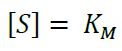 [S] = K_M